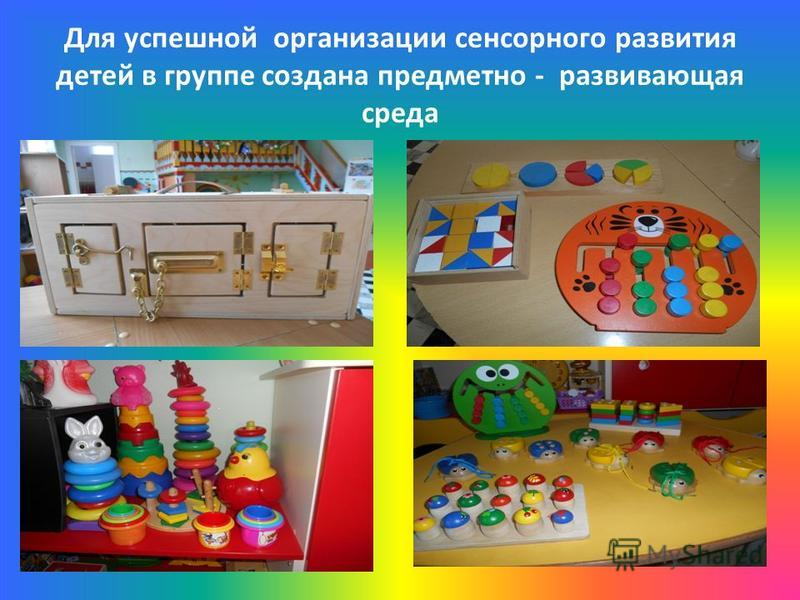 Для успешной организации сенсорного развития
детей в группе создана предметно - развивающая
среда
MyShared